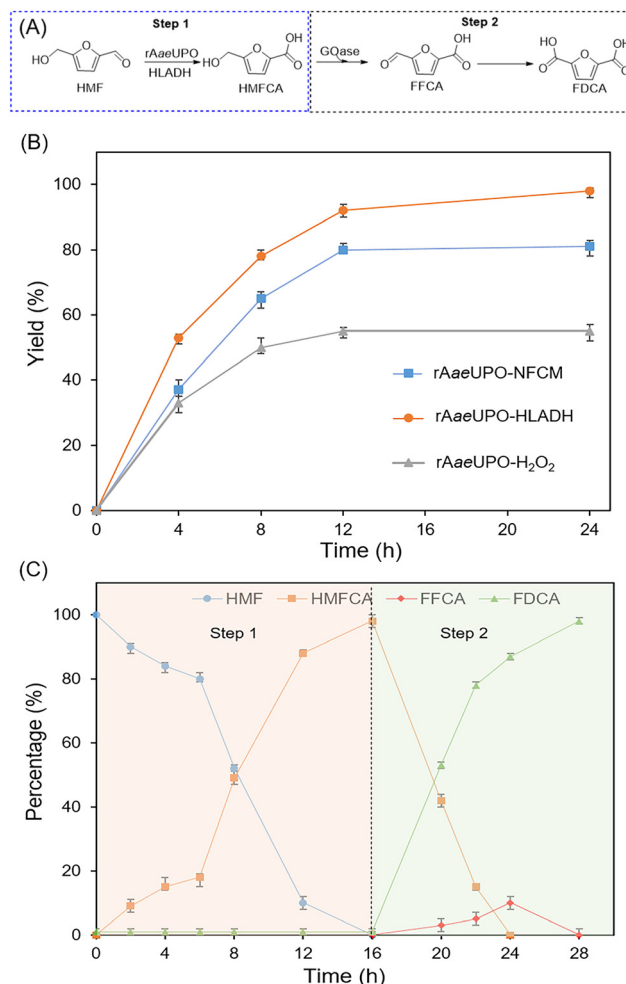 (A)
Step 1
Step 2
HO
O
O
HMF
rAaeUPO
HLADH
HO
O
OH
O
HMFCA
GQase
O
O
OH
O
FFCA
HO
O
O
OH
O
FDCA
(B)
Yield (%)
100
80
60
40
20
0
0
4
8
12
16
20
24
Time (h)
rAaeUPO-NFCM
rAaeUPO-HLADH
rAaeUPO-H₂O₂
(C)
HMF
HMFCA
FFCA
FDCA
Step 1
Step 2
Percentage (%)
100
80
60
40
20
0
0
4
8
12
16
20
24
28
Time (h)